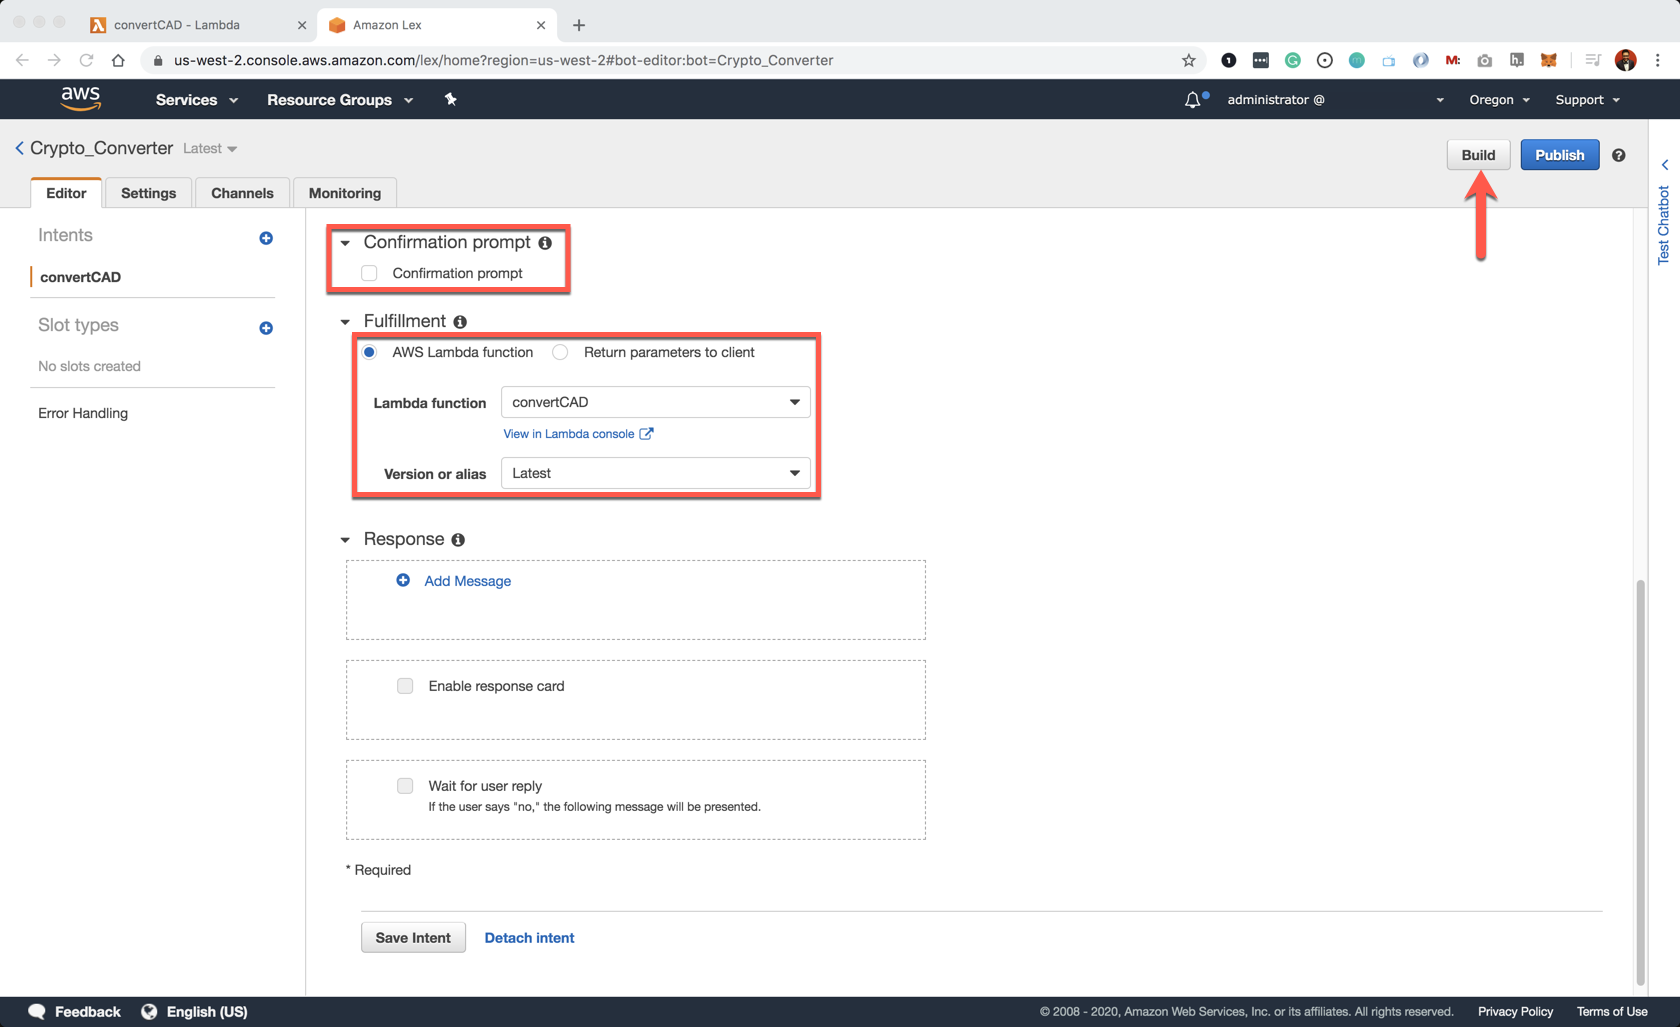 convertCAD - Lambda
Amazon Lex
us-west-2.console.aws.amazon.com/lex/home?region=us-west-2#bot-editor:bot=Crypto_Converter
aws
Services
Resource Groups
administrator @
Oregon
Support
Crypto_Converter
Latest
Build
Publish
Test Chatbot
Editor
Settings
Channels
Monitoring
Intents
convertCAD
Slot types
No slots created
Error Handling
Confirmation prompt
Confirmation prompt
Fulfillment
AWS Lambda function
Return parameters to client
Lambda function
convertCAD
View in Lambda console
Version or alias
Latest
Response
Add Message
Enable response card
Wait for user reply
If the user says "no," the following message will be presented.
* Required
Save Intent
Detach intent
Feedback
English (US)
© 2008 - 2020, Amazon Web Services, Inc. or its affiliates. All rights reserved.
Privacy Policy
Terms of Use